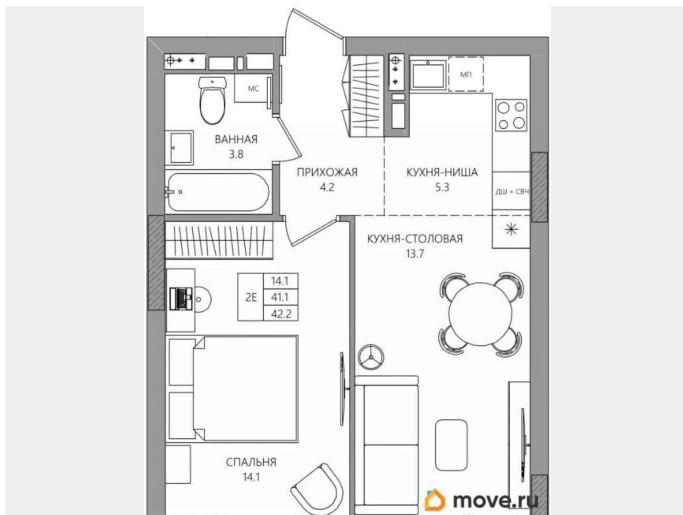 МС
МП
ВАННАЯ
3.8
ПРИХОЖАЯ
4.2
КУХНЯ-НИША
5.3
ДШ + СВЧ
КУХНЯ-СТОЛОВАЯ
13.7
2Е
14.1
41.1
42.2
СПАЛЬНЯ
14.1
move.ru